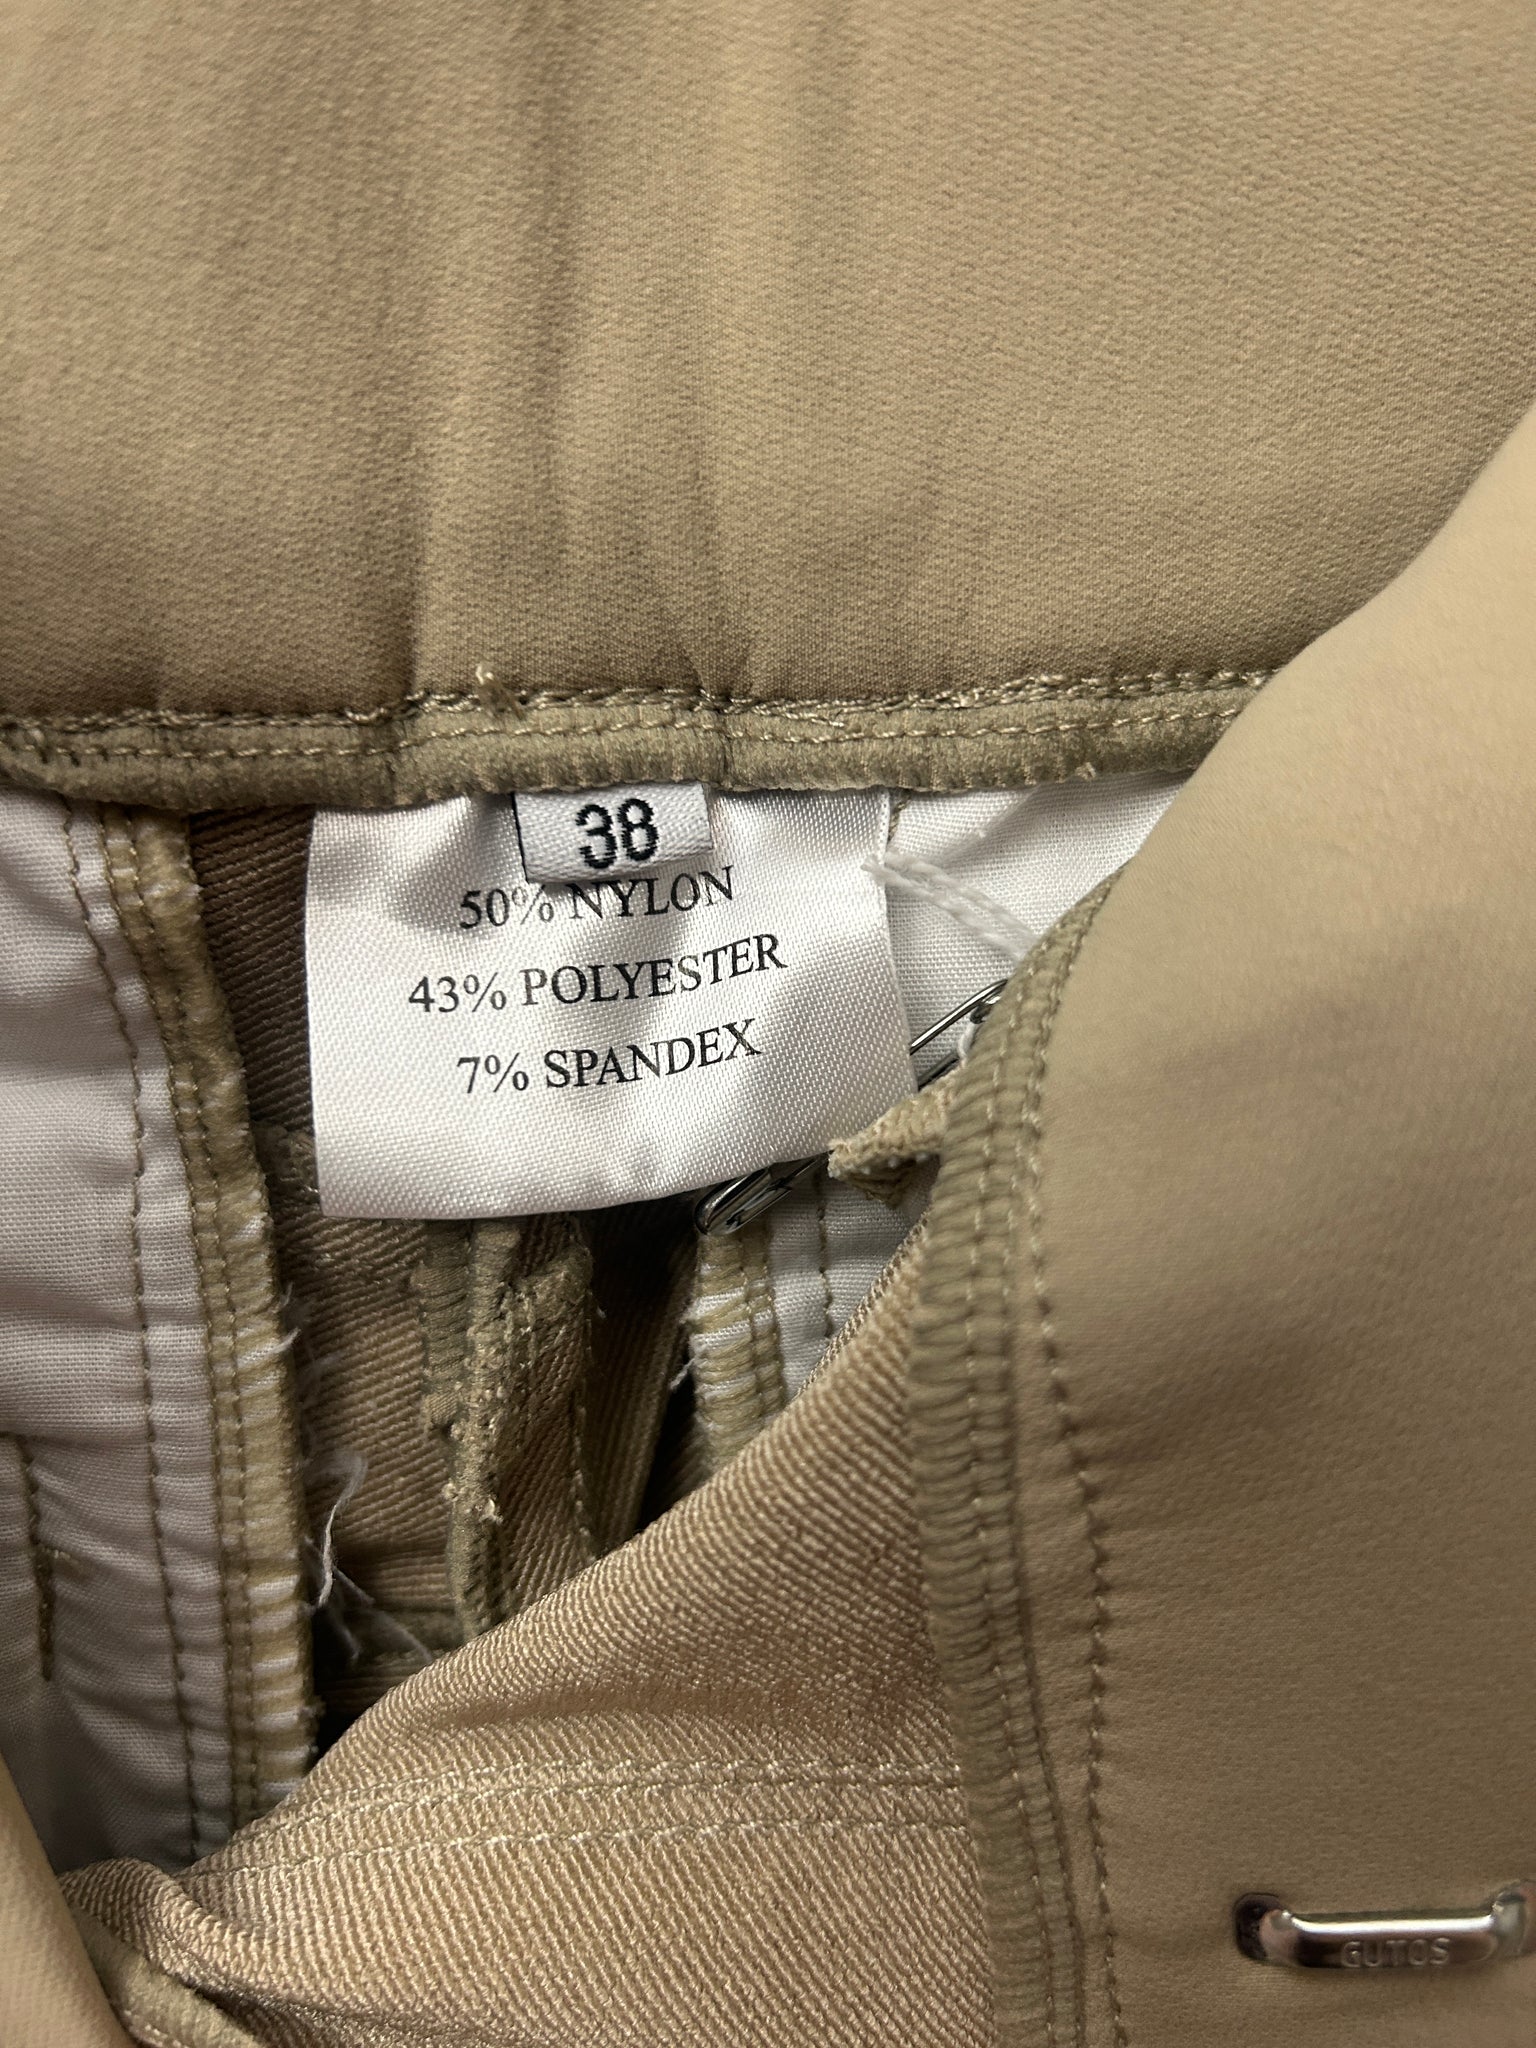 38
50% NYLON
43% POLYESTER
7% SPANDEX
GUTOS